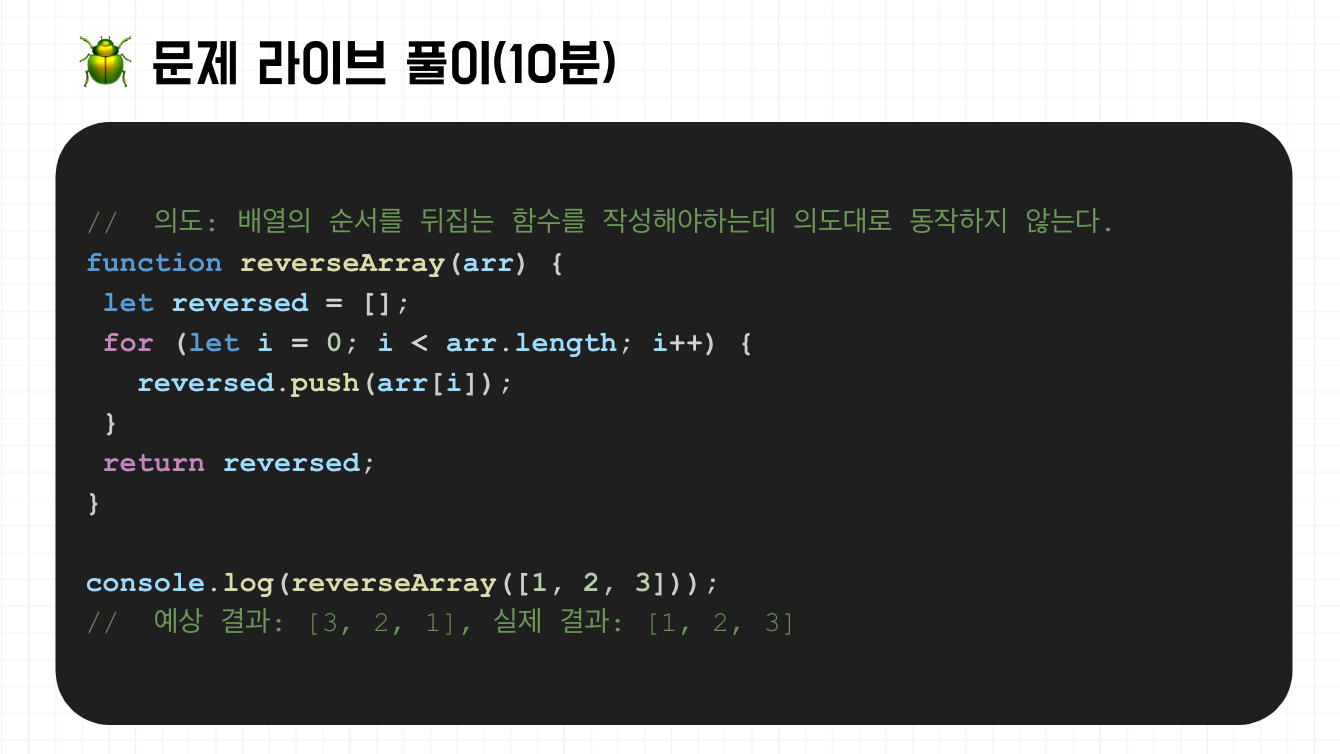 문제 라이브 풀이(10분)
// 의도: 배열의 순서를 뒤집는 함수를 작성해야하는데 의도대로 동작하지 않는다.
function reverseArray(arr) {
let reversed = [];
for (let i = 0; i < arr.length; i++) {
reversed.push(arr[i]);
}
return reversed;
}
console.log(reverseArray([1, 2, 3]));
// 예상 결과: [3, 2, 1], 실제 결과: [1, 2, 3]